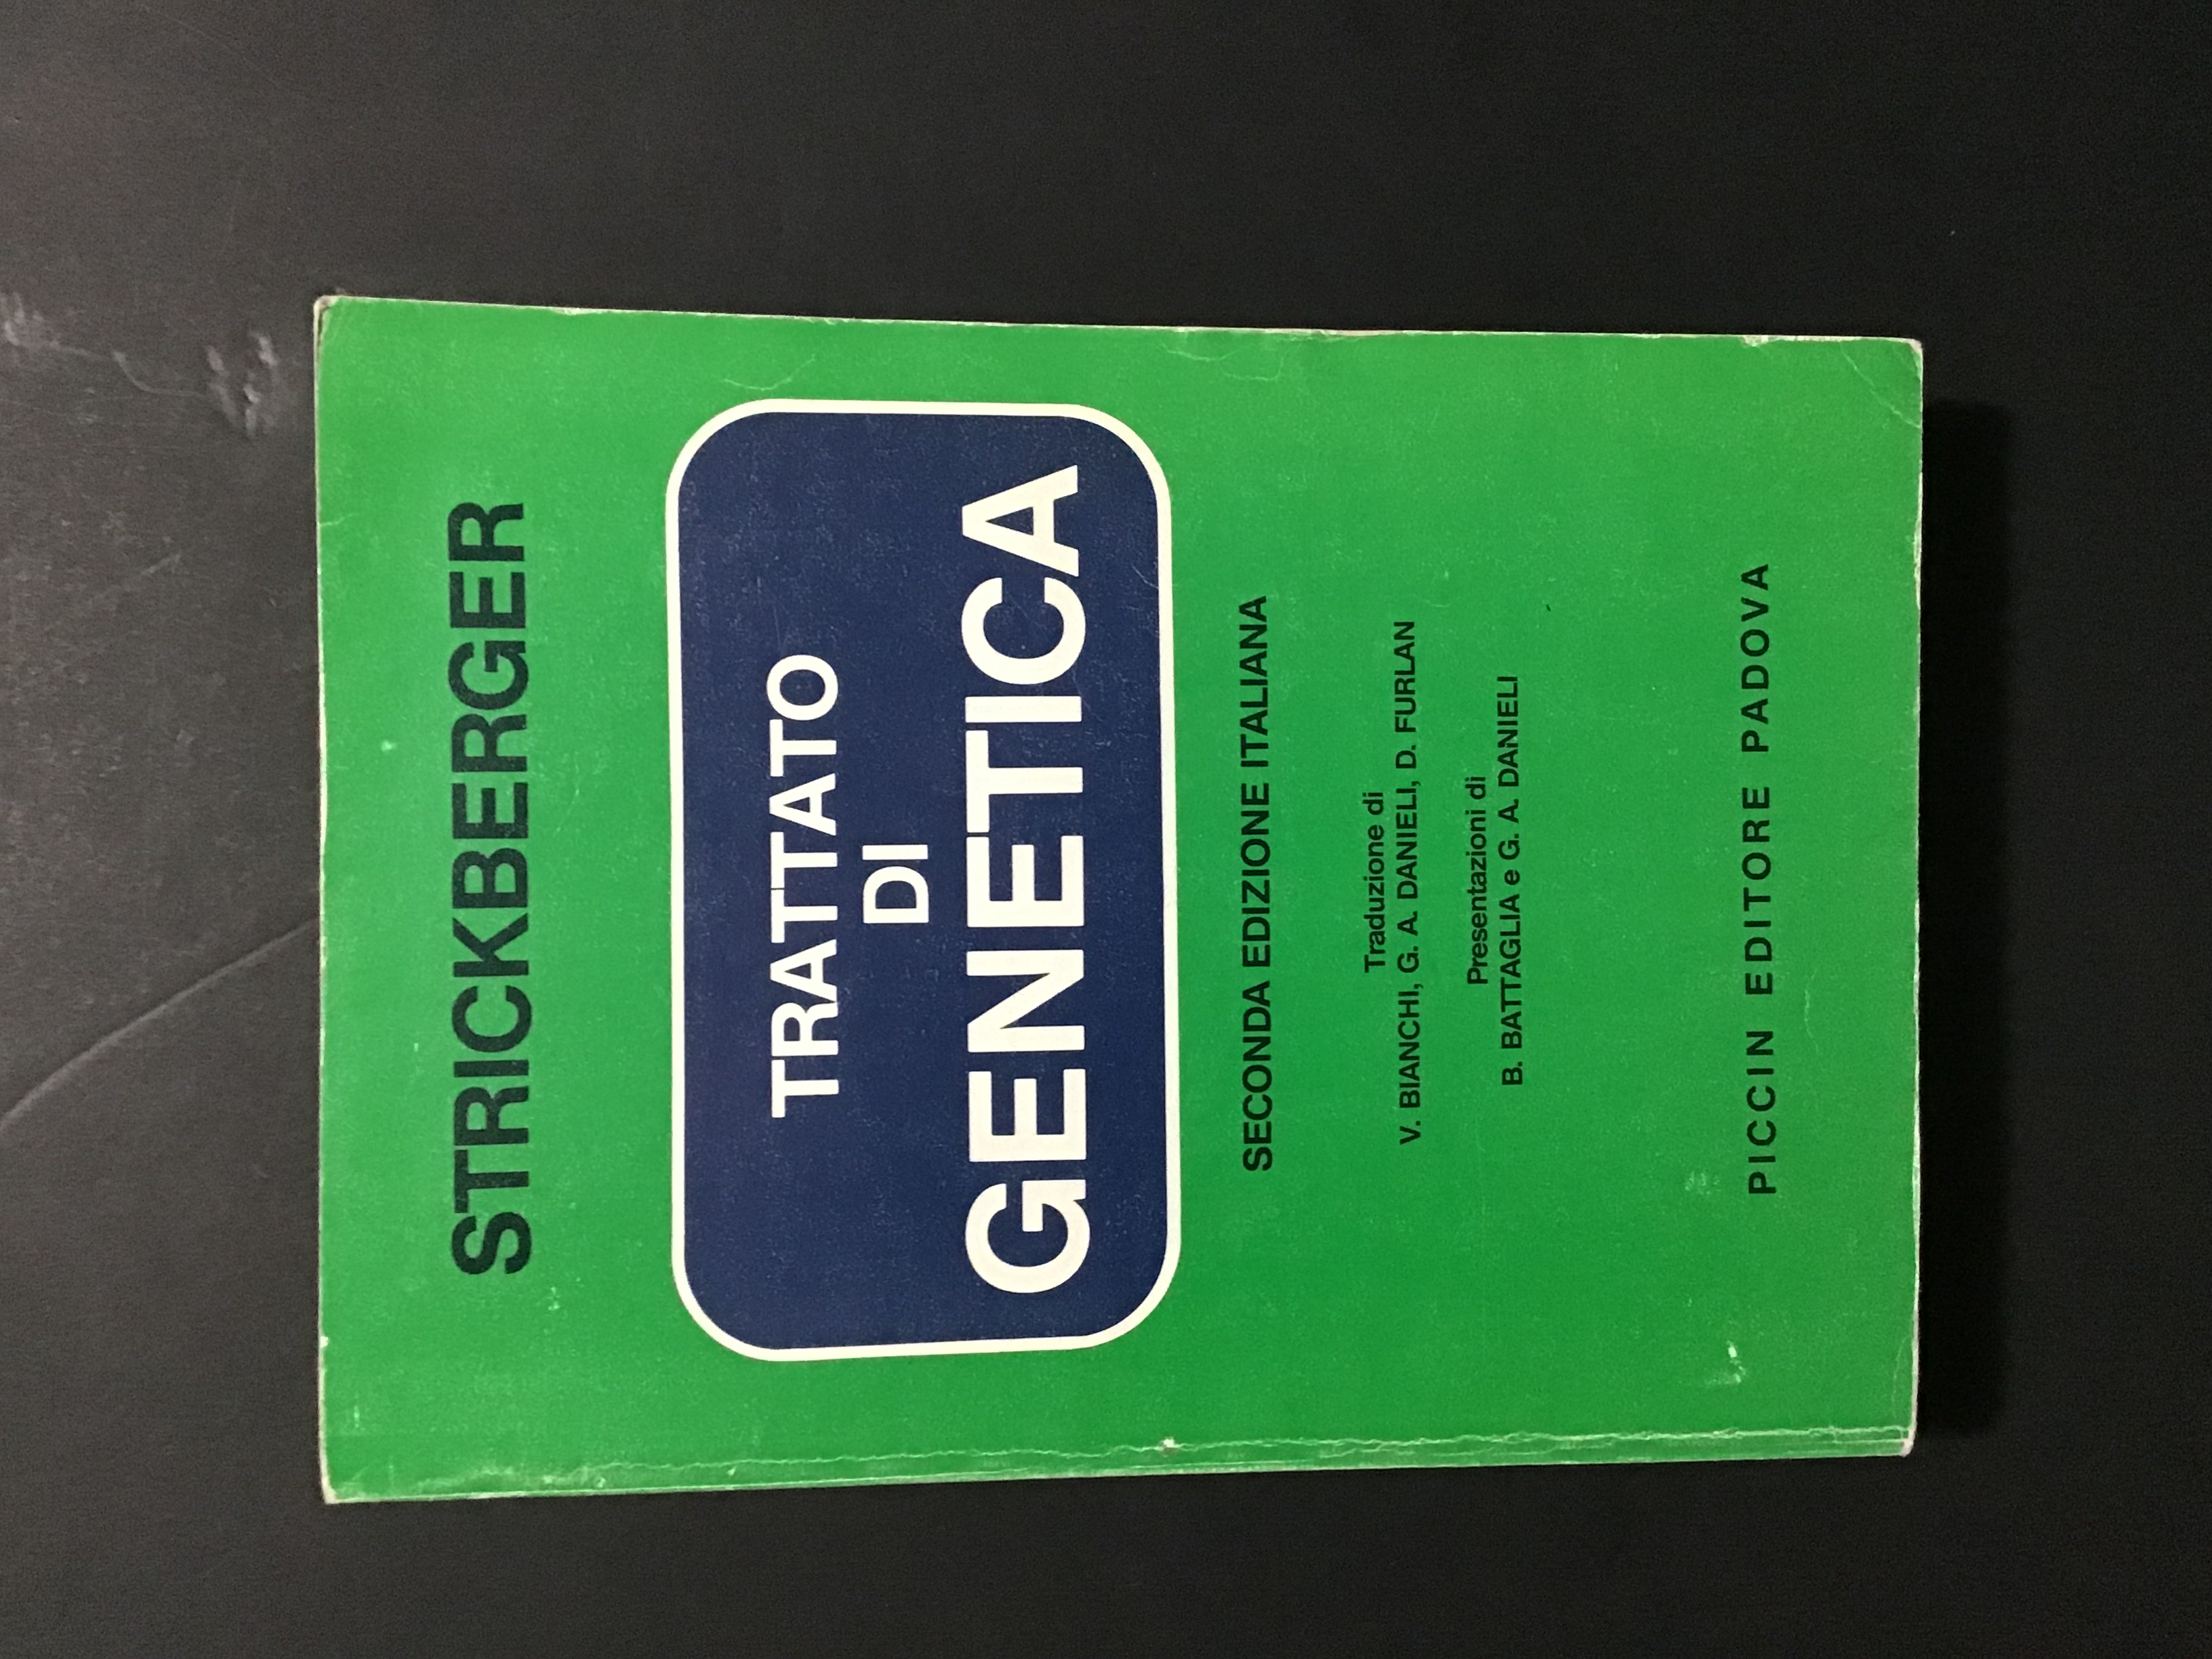 STRICKBERGER
TRATTATO
DI
GENETICA
SECONDA EDIZIONE ITALIANA
Traduzione di
V. BIANCHI, G. A. DANIELI, D. FURLAN
Presentazioni di
B. BATTAGLIA e G. A. DANIELI
PICCIN EDITORE PADOVA